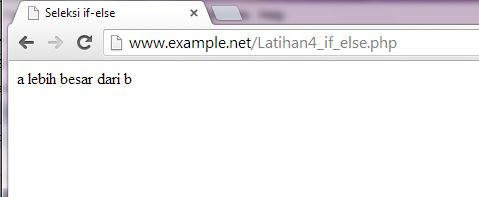 Seleksi if-else
www.example.net/Latihan4_if_else.php
a lebih besar dari b